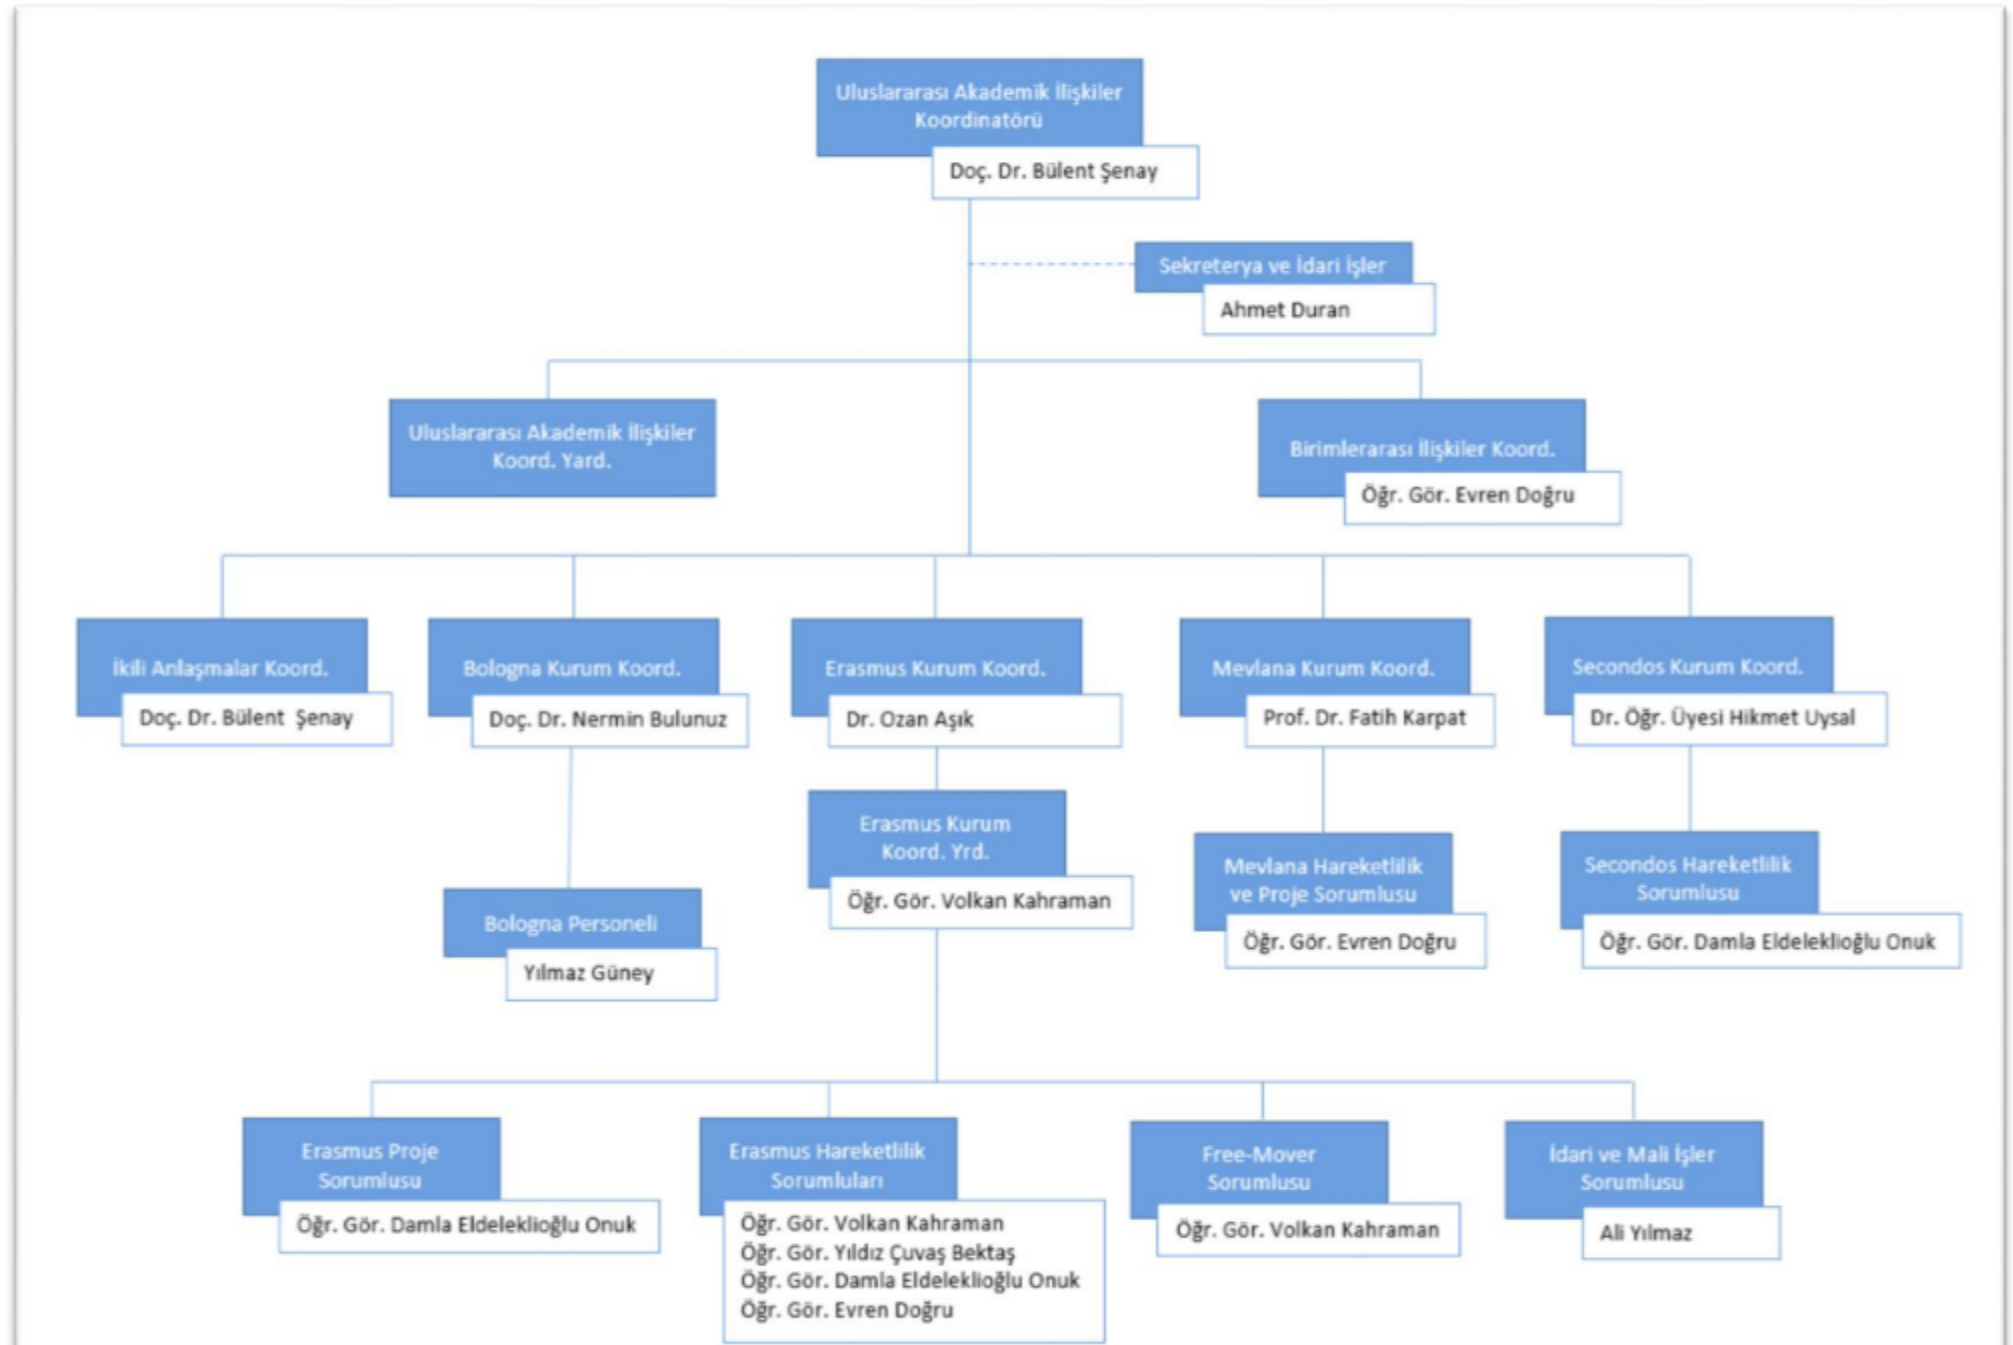 Uluslararası Akademik İlişkiler
Koordinatörü
Doç. Dr. Bülent Şenay
Sekreterya ve İdari İşler
Ahmet Duran
Uluslararası Akademik İlişkiler
Koord. Yard.
Birimlerarası İlişkiler Koord.
Öğr. Gör. Evren Doğru
İkili Anlaşmalar Koord.
Doç. Dr. Bülent Şenay
Bologna Kurum Koord.
Doç. Dr. Nermin Bulunuz
Erasmus Kurum Koord.
Dr. Ozan Aşık
Mevlana Kurum Koord.
Prof. Dr. Fatih Karpat
Secondos Kurum Koord.
Dr. Öğr. Üyesi Hikmet Uysal
Erasmus Kurum
Koord. Yrd.
Öğr. Gör. Volkan Kahraman
Mevlana Hareketlilik
ve Proje Sorumlusu
Öğr. Gör. Evren Doğru
Secondos Hareketlilik
Sorumlusu
Öğr. Gör. Damla Eldeleklioğlu Onuk
Bologna Personeli
Yılmaz Güney
Erasmus Proje
Sorumlusu
Öğr. Gör. Damla Eldeleklioğlu Onuk
Erasmus Hareketlilik
Sorumluları
Öğr. Gör. Volkan Kahraman
Öğr. Gör. Yıldız Çuvaş Bektaş
Öğr. Gör. Damla Eldeleklioğlu Onuk
Öğr. Gör. Evren Doğru
Free-Mover
Sorumlusu
Öğr. Gör. Volkan Kahraman
İdari ve Mali İşler
Sorumlusu
Ali Yılmaz